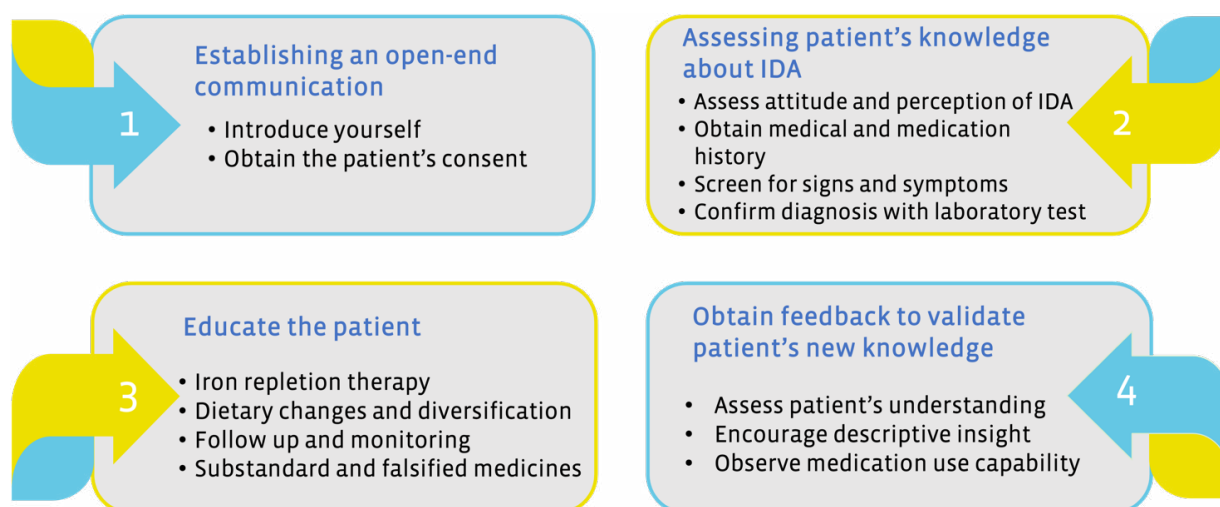 1
Establishing an open-end
communication
• Introduce yourself
• Obtain the patient's consent
2
Assessing patient's knowledge
about IDA
• Assess attitude and perception of IDA
• Obtain medical and medication
history
• Screen for signs and symptoms
• Confirm diagnosis with laboratory test
3
Educate the patient
• Iron repletion therapy
• Dietary changes and diversification
• Follow up and monitoring
• Substandard and falsified medicines
4
Obtain feedback to validate
patient's new knowledge
• Assess patient's understanding
• Encourage descriptive insight
• Observe medication use capability